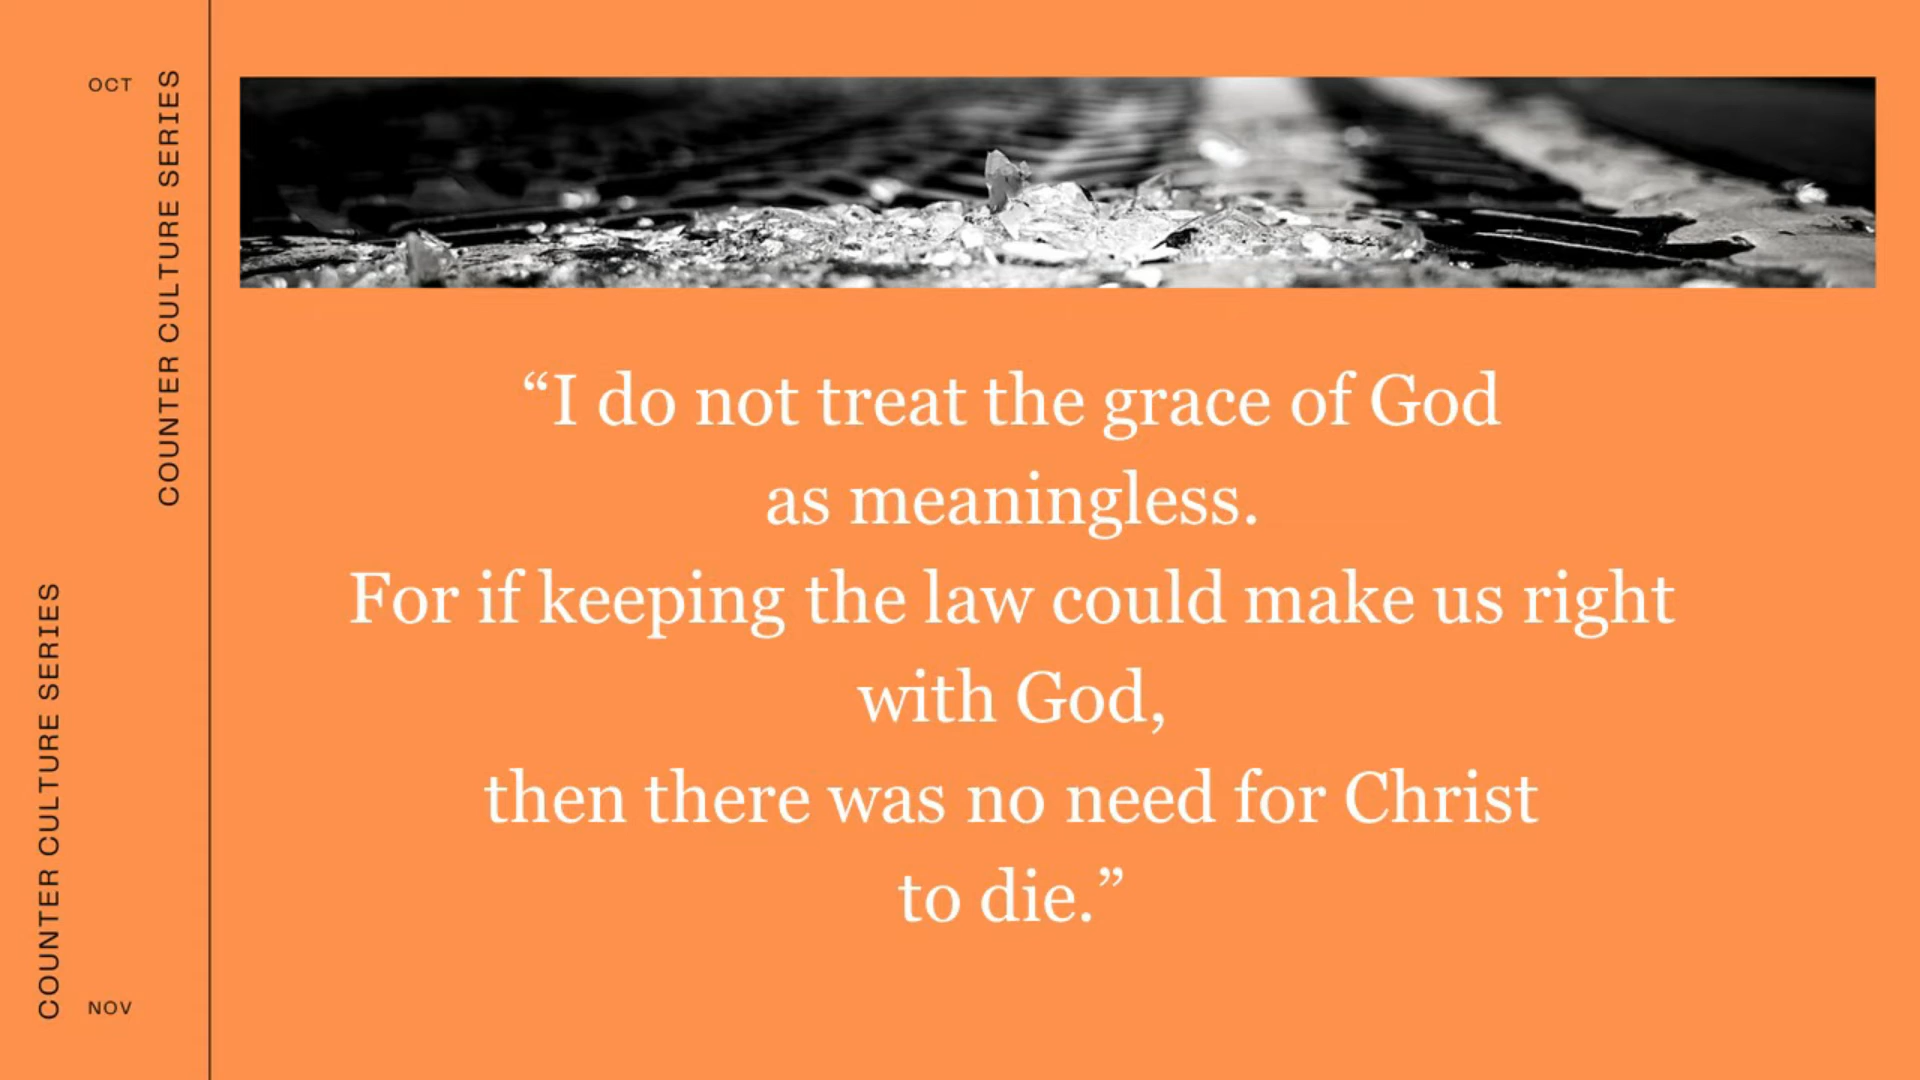 OCT
COUNTER CULTURE SERIES
“I do not treat the grace of God
as meaningless.
For if keeping the law could make us right
with God,
then there was no need for Christ
to die.”
COUNTER CULTURE SERIES
NOV